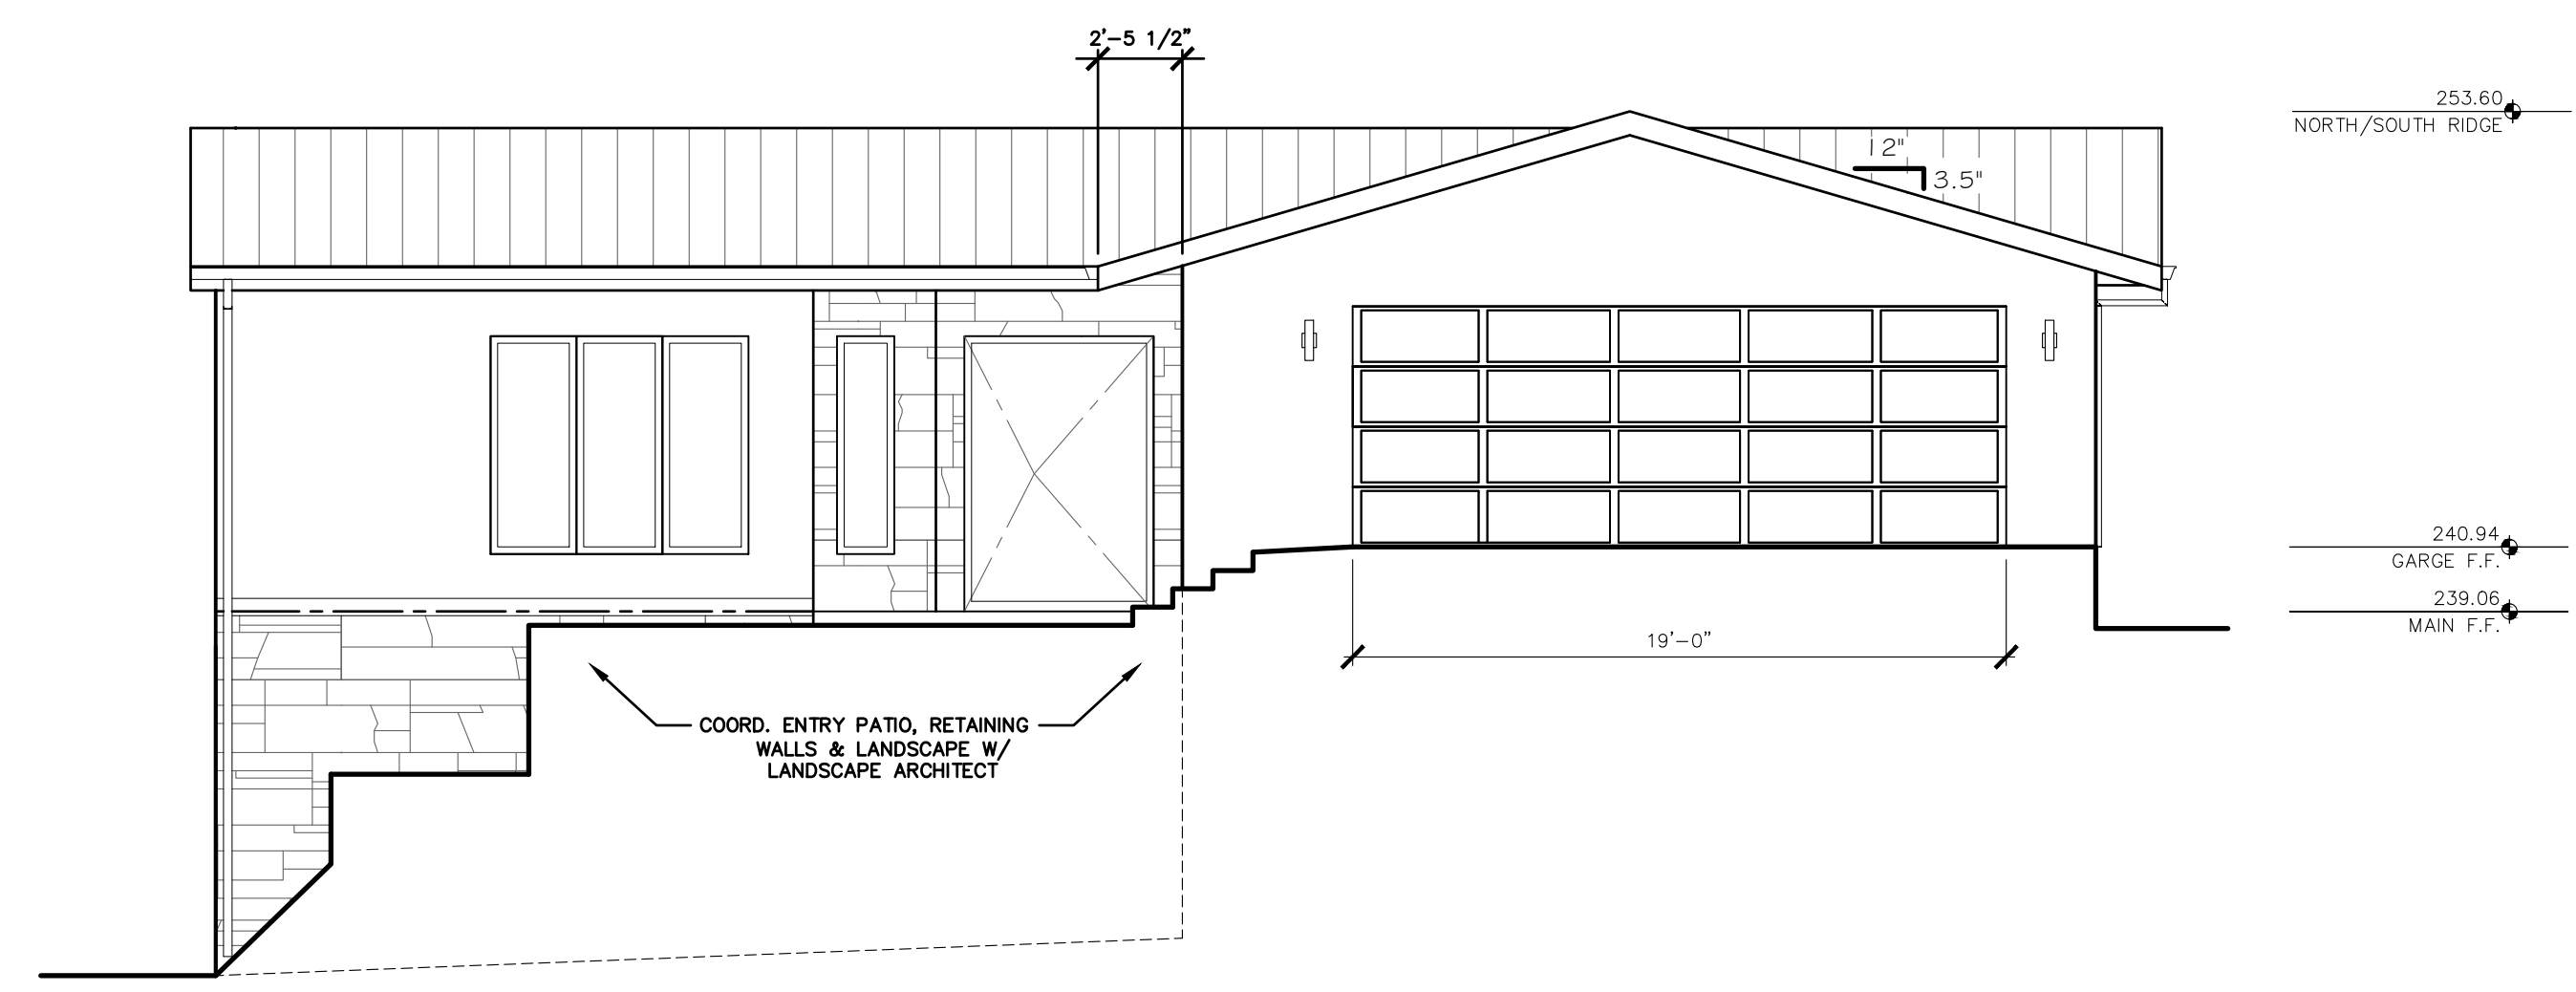 2'-5 1/2"
253.60
NORTH/SOUTH RIDGE
12"
3.5"
240.94
GARGE F.F.
239.06
MAIN F.F.
19'-0"
COORD. ENTRY PATIO, RETAINING
WALLS & LANDSCAPE W/
LANDSCAPE ARCHITECT